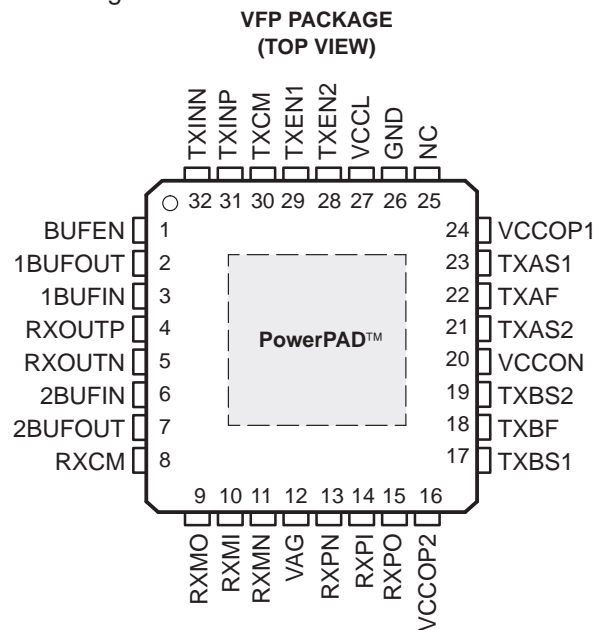 VFP PACKAGE
(TOP VIEW)
TXINN
TXINP
TXCM
TXEN1
TXEN2
VCCL
GND
NC
32 31 30 29 28 27 26 25
BUFEN 1
1BUFOUT 2
1BUFIN 3
RXOUTP 4
RXOUTN 5
2BUFIN 6
2BUFOUT 7
RXCM 8
PowerPAD™
24 VCCOP1
23 TXAS1
22 TXAF
21 TXAS2
20 VCCON
19 TXBS2
18 TXBF
17 TXBS1
9 10 11 12 13 14 15 16
RXMO
RXMI
RXMN
VAG
RXPN
RXPI
RXPO
VCCOP2